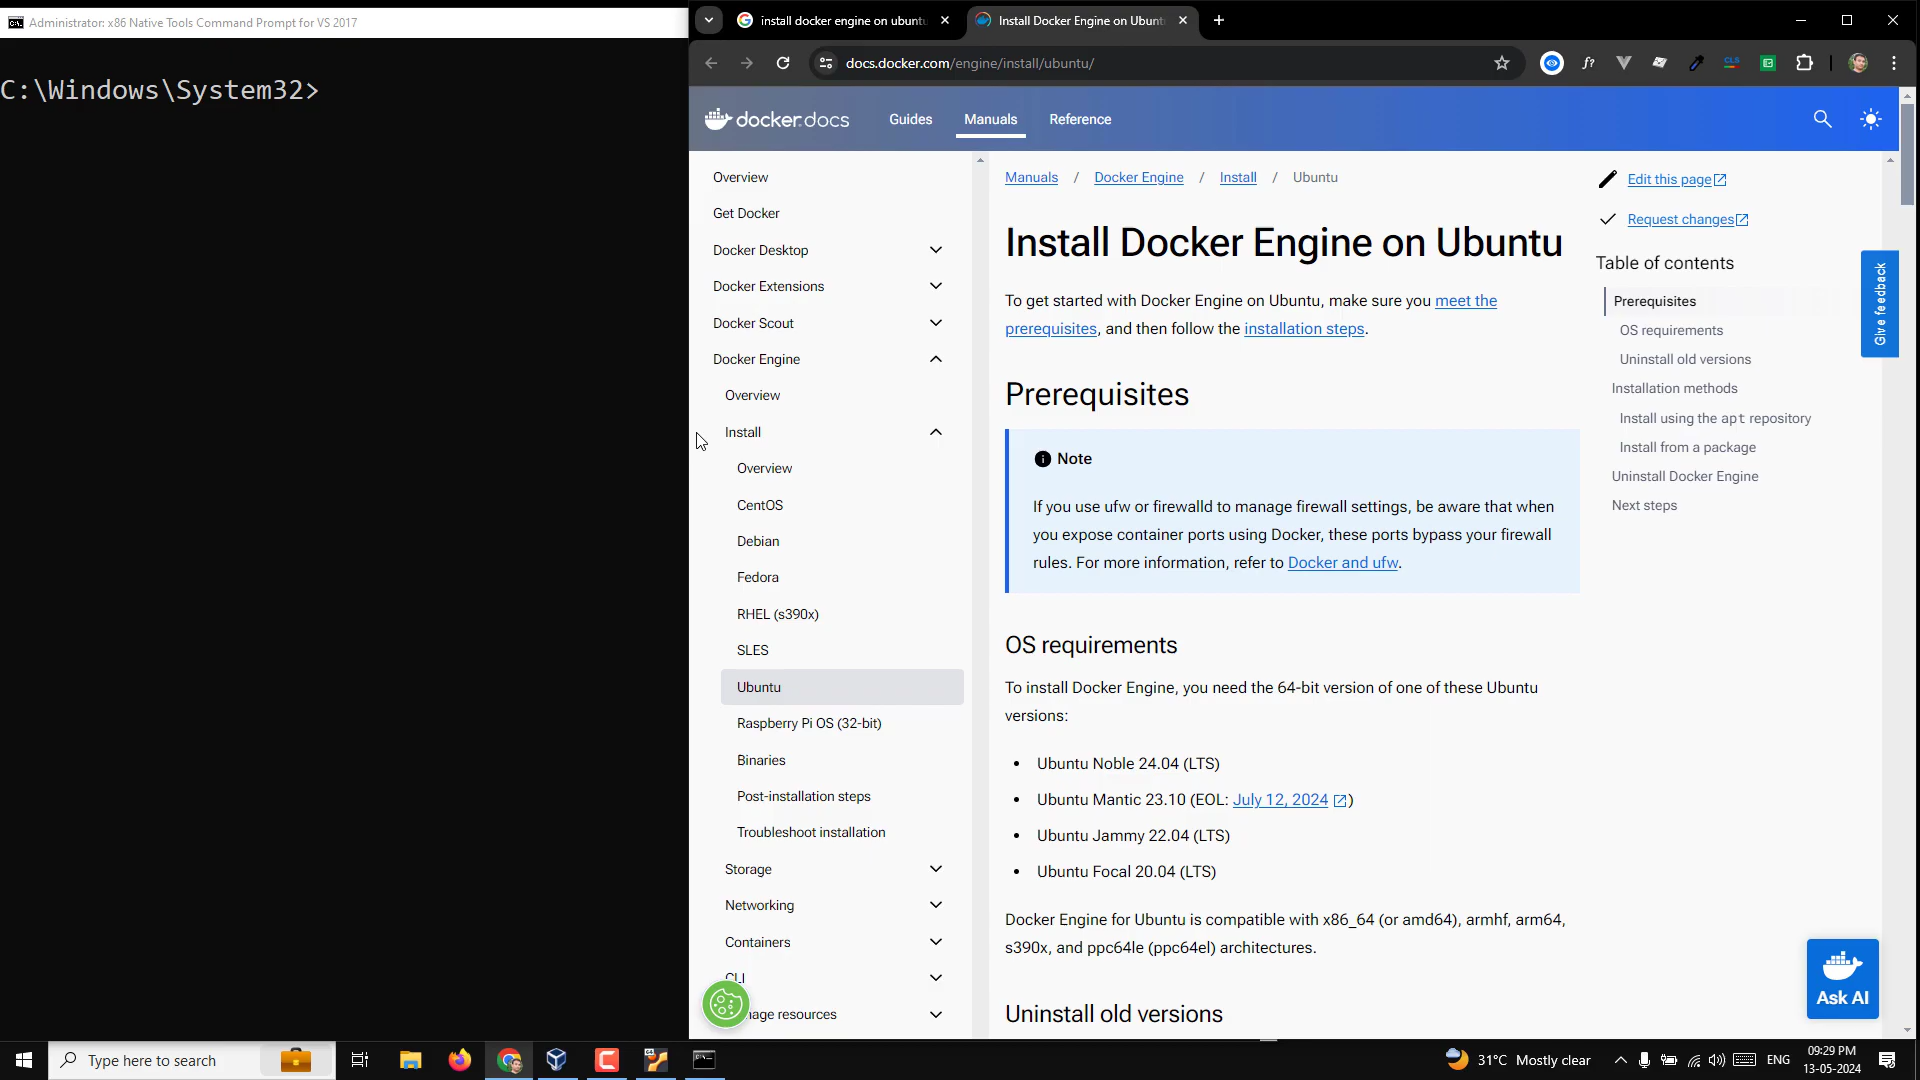 Administrator: x86 Native Tools Command Prompt for VS 2017
C:\Windows\System32>
install docker engine on ubuntu
Install Docker Engine on Ubunt
docs.docker.com/engine/install/ubuntu/
f?
CLS
docker.docs
Guides
Manuals
Reference
Overview
Get Docker
Docker Desktop
Docker Extensions
Docker Scout
Docker Engine
Overview
Install
Overview
CentOS
Debian
Fedora
RHEL (s390x)
SLES
Ubuntu
Raspberry Pi OS (32-bit)
Binaries
Post-installation steps
Troubleshoot installation
Storage
Networking
Containers
CLI
nage resources
Manuals / Docker Engine / Install / Ubuntu
Install Docker Engine on Ubuntu
To get started with Docker Engine on Ubuntu, make sure you meet the
prerequisites, and then follow the installation steps.
Prerequisites
Note
If you use ufw or firewalld to manage firewall settings, be aware that when
you expose container ports using Docker, these ports bypass your firewall
rules. For more information, refer to Docker and ufw.
OS requirements
To install Docker Engine, you need the 64-bit version of one of these Ubuntu
versions:
• Ubuntu Noble 24.04 (LTS)
• Ubuntu Mantic 23.10 (EOL: July 12, 2024)
• Ubuntu Jammy 22.04 (LTS)
• Ubuntu Focal 20.04 (LTS)
Docker Engine for Ubuntu is compatible with x86_64 (or amd64), armhf, arm64,
s390x, and ppc64le (ppc64el) architectures.
Uninstall old versions
Edit this page
Request changes
Table of contents
Prerequisites
OS requirements
Uninstall old versions
Installation methods
Install using the apt repository
Install from a package
Uninstall Docker Engine
Next steps
Give feedback
Ask AI
Type here to search
31°C Mostly clear
ENG
09:29 PM
13-05-2024